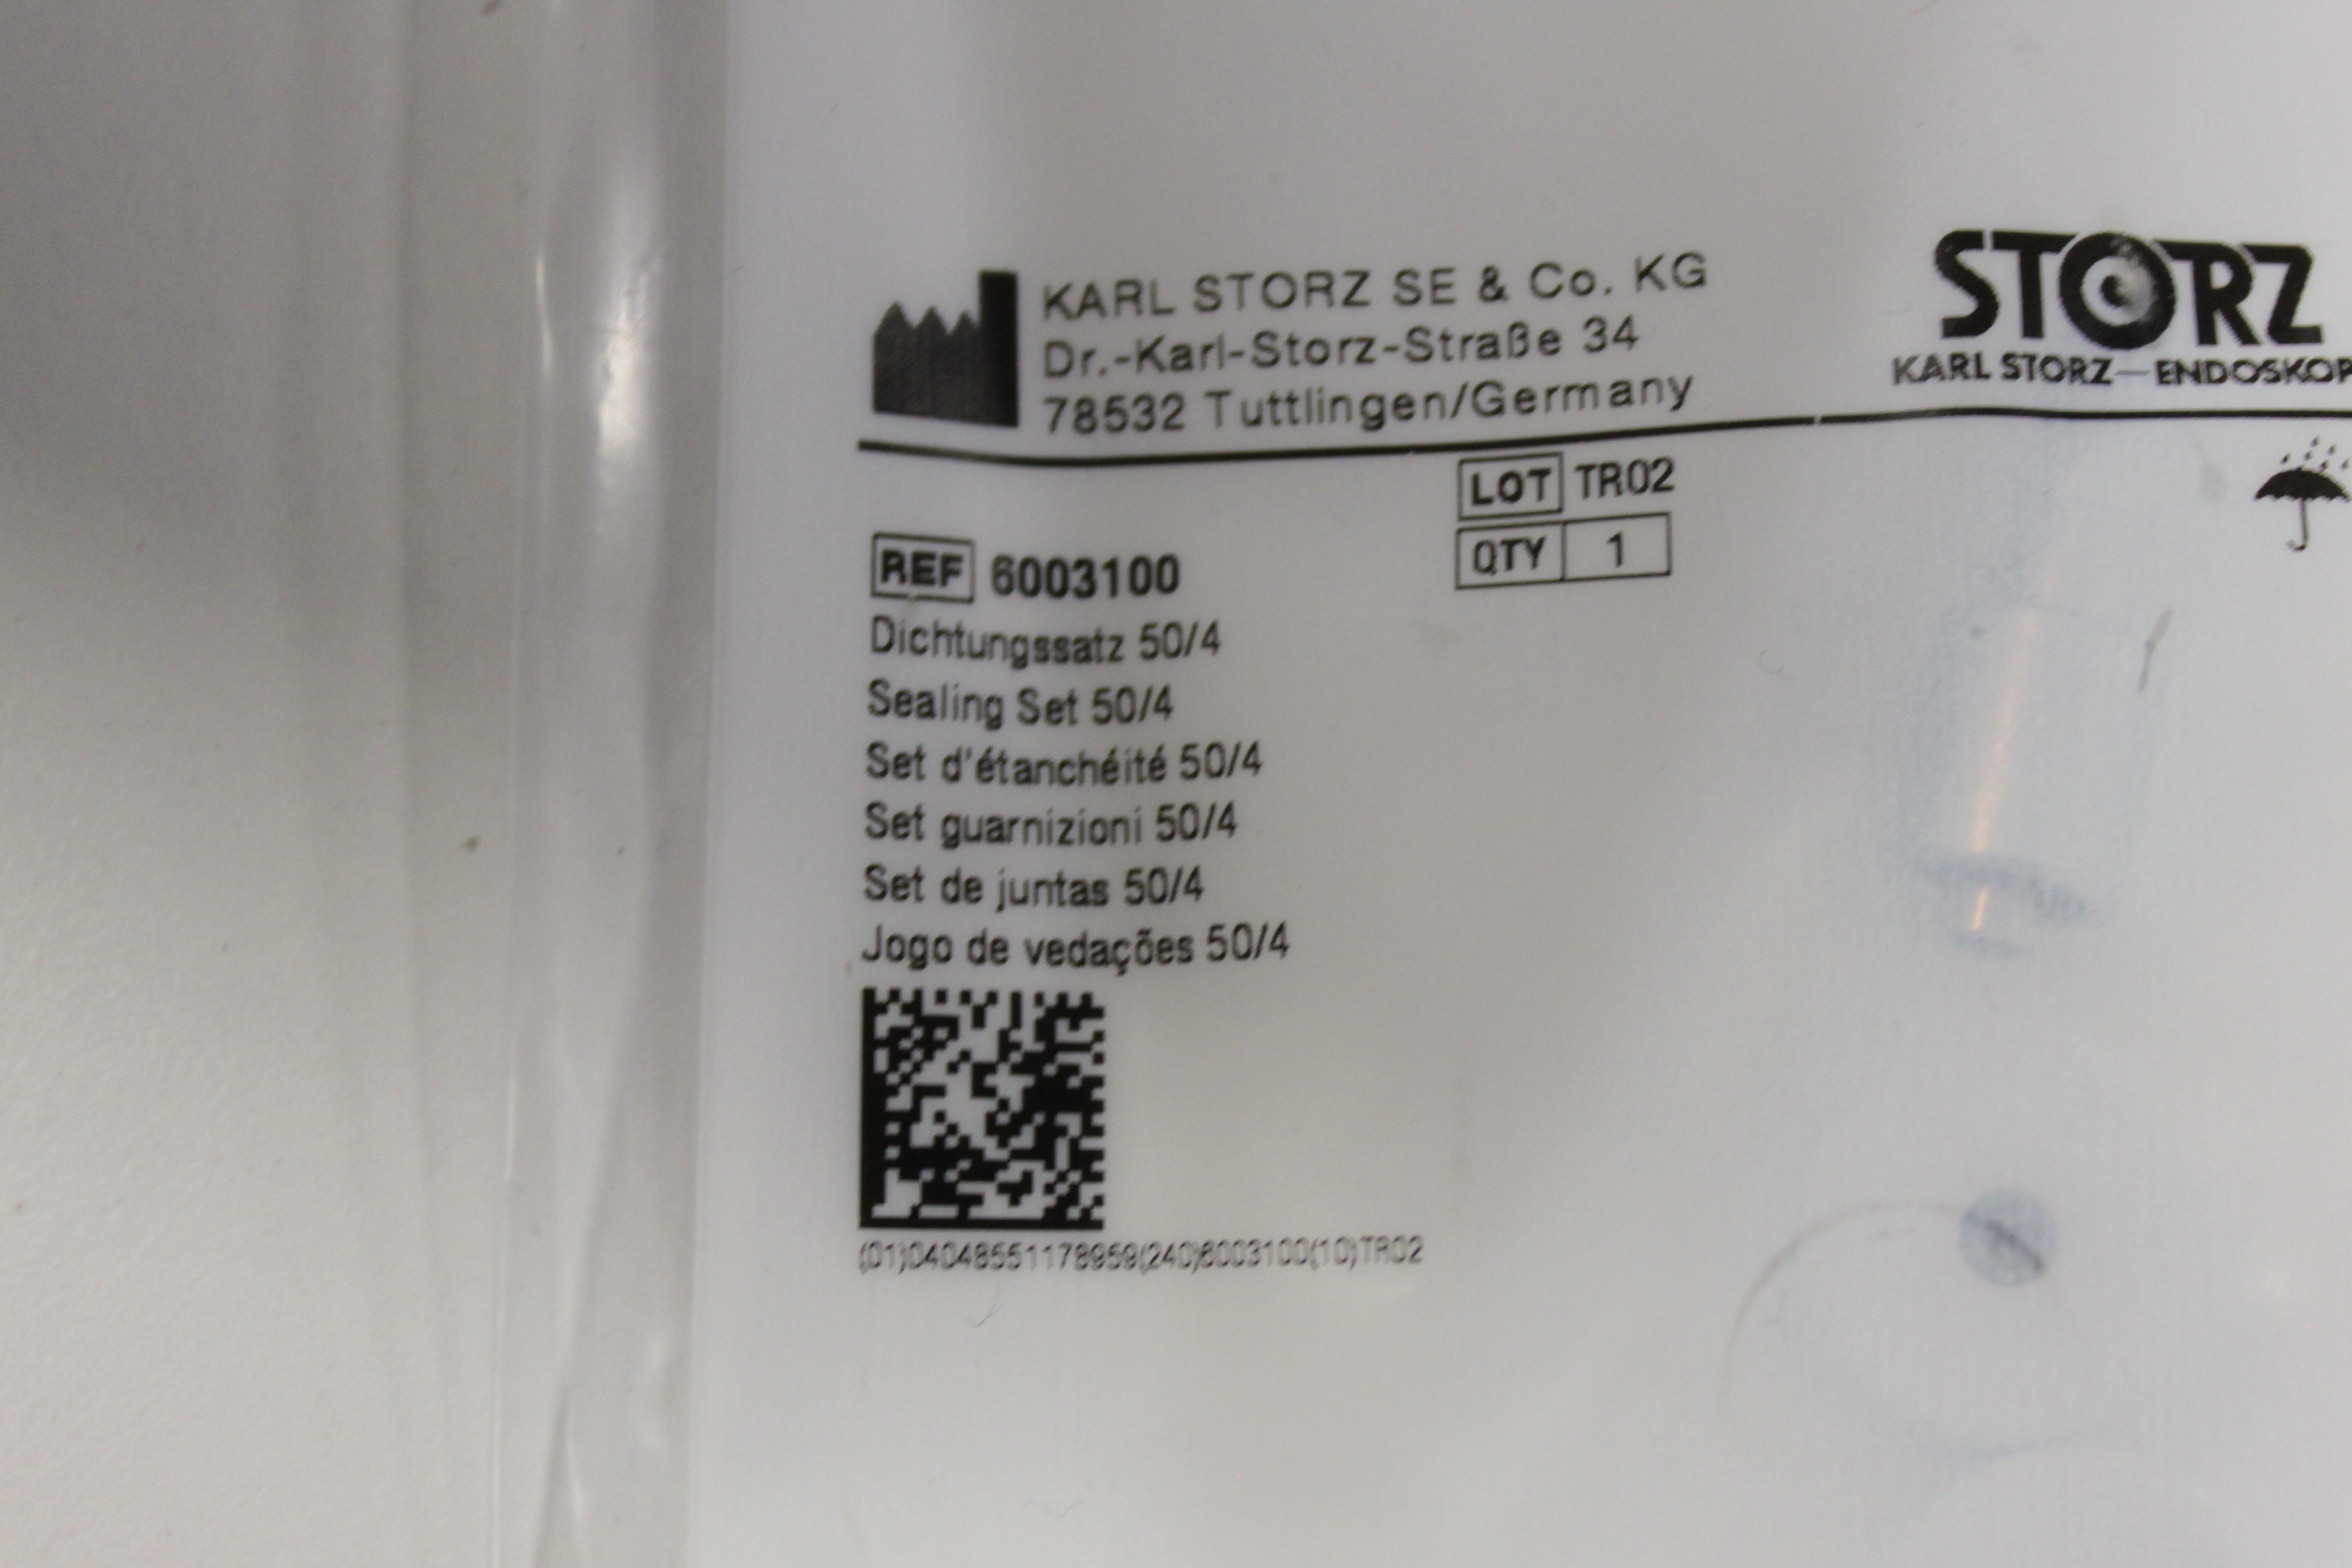 KARL STORZ SE & Co. KG
Dr.-Karl-Storz-Straße 34
78532 Tuttlingen/Germany
STORZ
KARL STORZ—ENDOSKOP
LOT TR02
QTY 1
REF 6003100
Dichtungssatz 50/4
Sealing Set 50/4
Set d'étanchéité 50/4
Set guarnizioni 50/4
Set de juntas 50/4
Jogo de vedações 50/4
(01)04048551178959(240)6003100(10)TR02